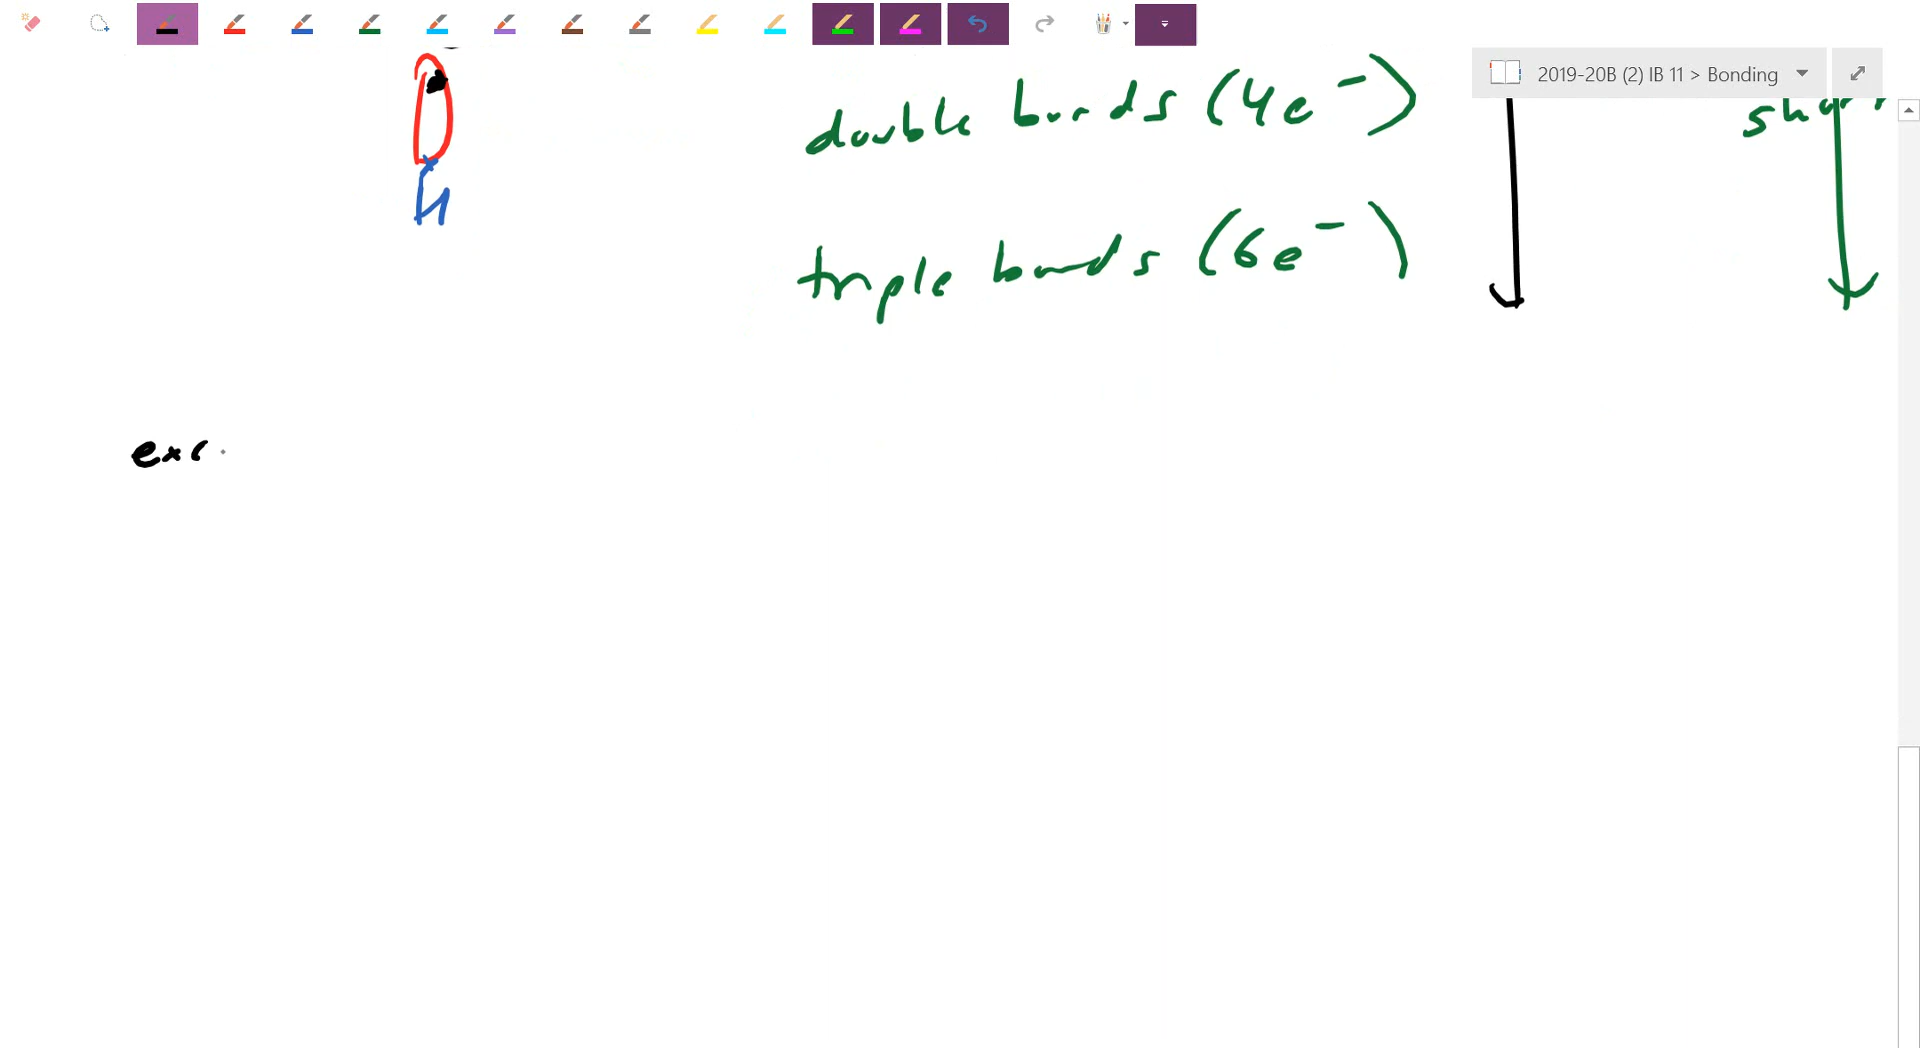 2019-20B (2) IB 11 > Bonding
double bonds (4e⁻)
H
triple bonds (6e⁻)
exc